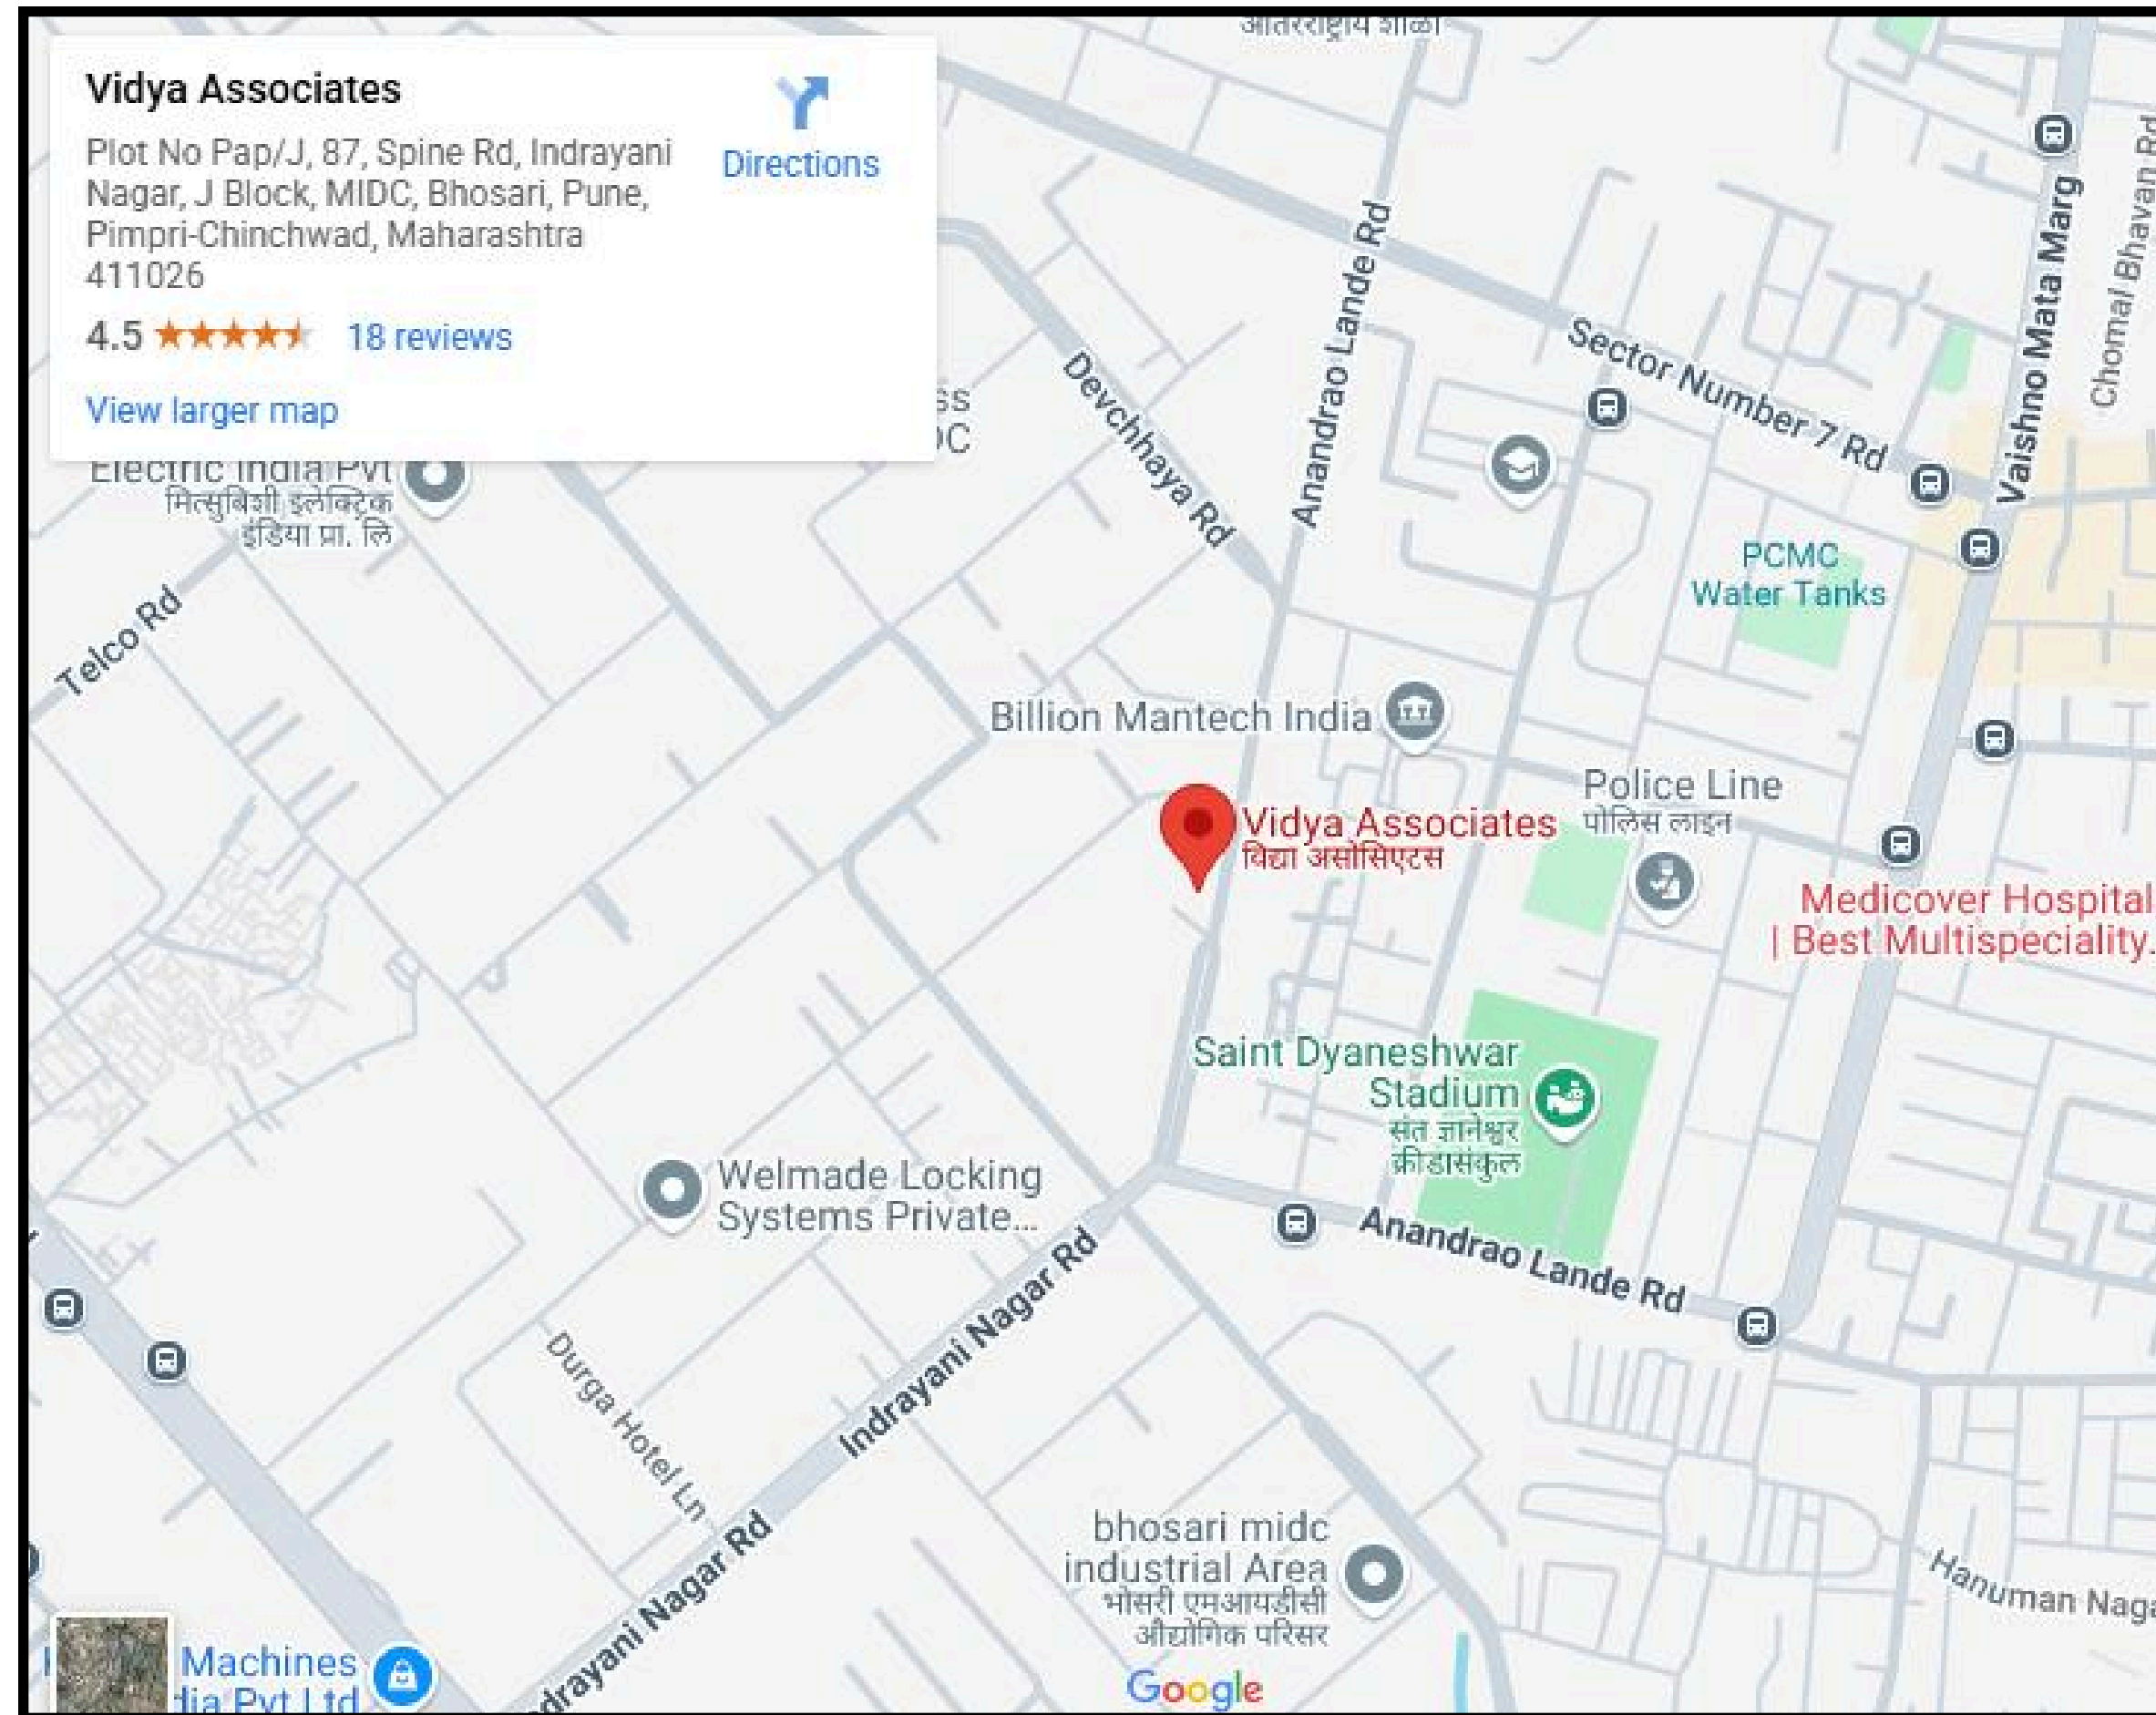 Vidya Associates
Directions
Plot No Pap/J, 87, Spine Rd, Indrayani
Nagar, J Block, MIDC, Bhosari, Pune,
Pimpri-Chinchwad, Maharashtra
411026
4.5
18 reviews
View larger map
आंतरराष्ट्रीय शाळा
Vaishno Mata Marg
Chomal Bhavan Rd
Anandrao Lande Rd
Sector Number 7 Rd
Devchhaya Rd
Electric India Pvt
मित्सुबिशी इलेक्ट्रिक
इंडिया प्रा. लि
PCMC
Water Tanks
Telco Rd
Billion Mantech India
Police Line
पोलिस लाइन
Vidya Associates
विद्या असोसिएटस
Medicover Hospital
| Best Multispeciality.
Saint Dyaneshwar
Stadium
संत ज्ञानेश्वर
क्रीडासंकुल
Welmade Locking
Systems Private...
Anandrao Lande Rd
Indrayani Nagar Rd
Durga Hotel Ln
bhosari midc
industrial Area
भोसरी एमआयडीसी
औद्योगिक परिसर
Hanuman Naga
drayani Nagar Rd
Machines
dia Pvt Ltd
Google